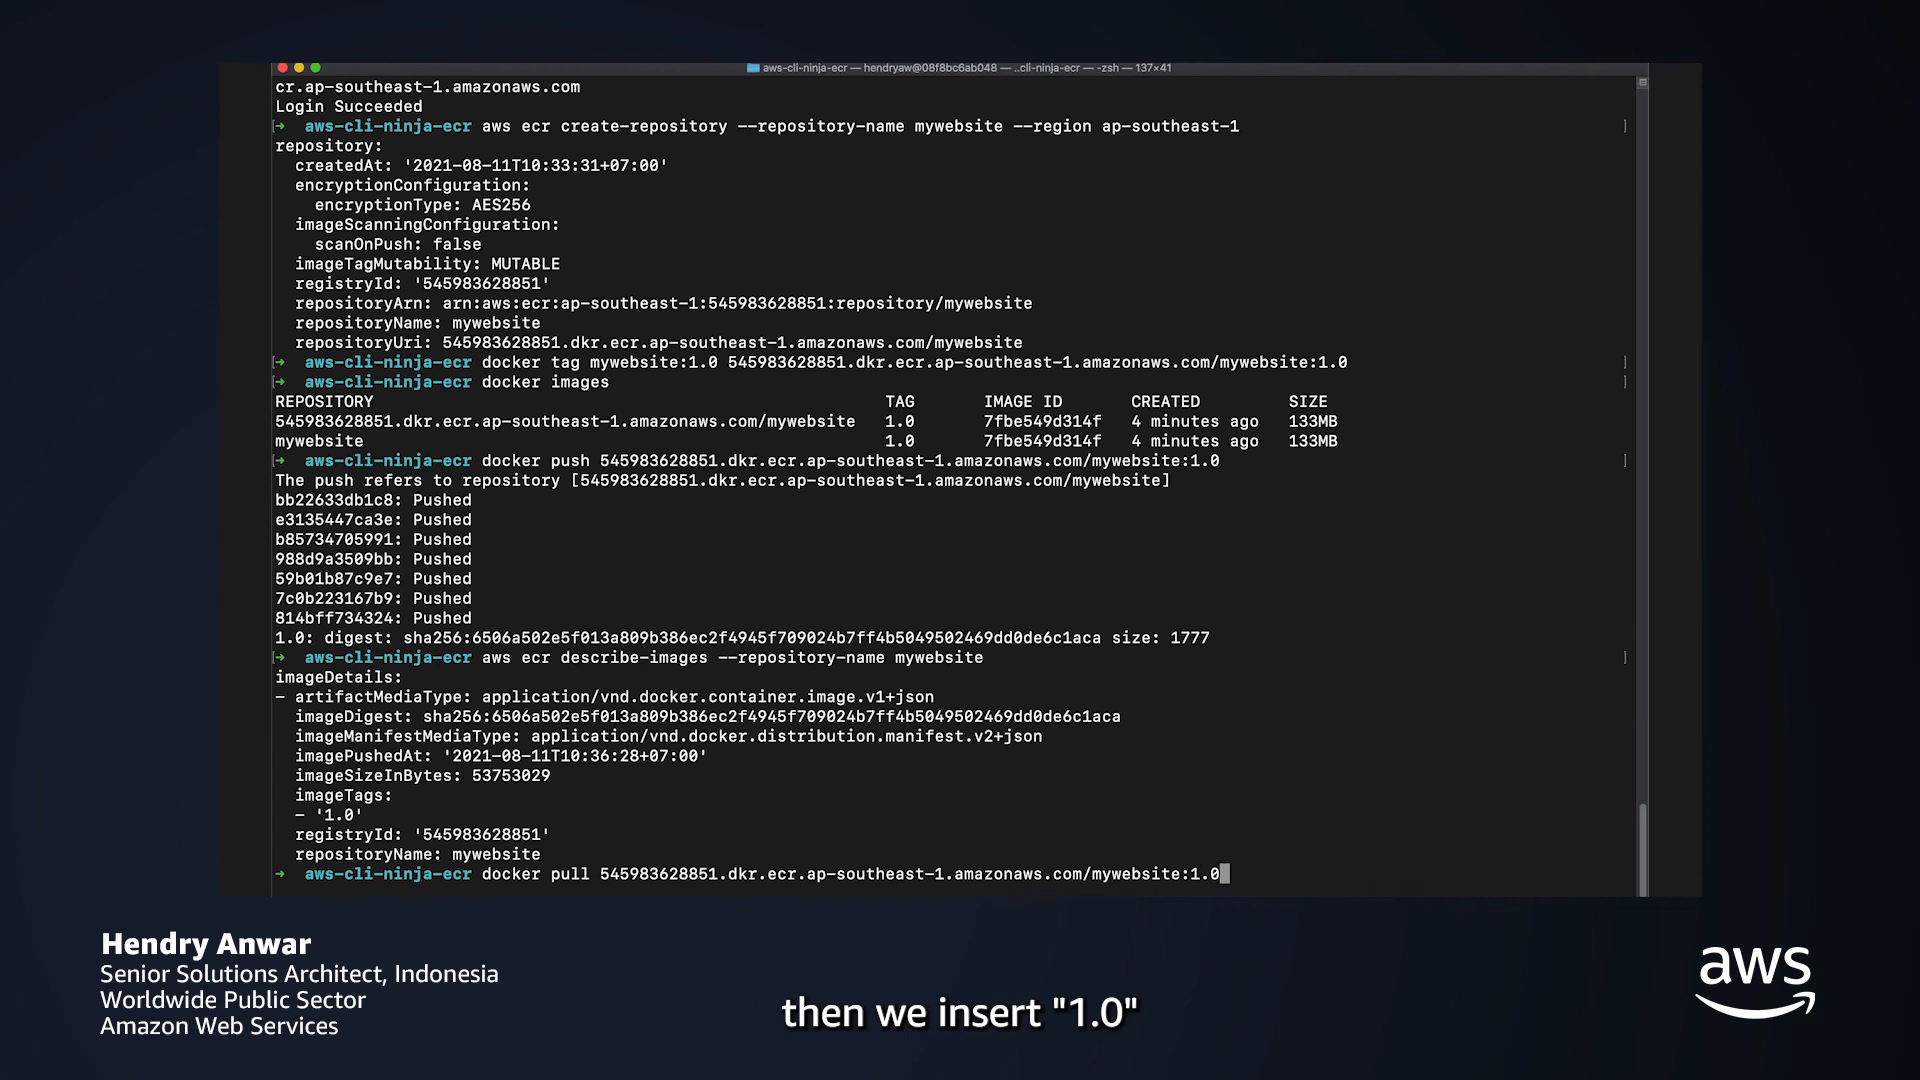 aws-cli-ninja-ecr — hendryaw@08f8bc6ab048 — ..cli-ninja-ecr — -zsh — 137×41
cr.ap-southeast-1.amazonaws.com
Login Succeeded
[→ aws-cli-ninja-ecr aws ecr create-repository --repository-name mywebsite --region ap-southeast-1 ]
repository:
  createdAt: '2021-08-11T10:33:31+07:00'
  encryptionConfiguration:
    encryptionType: AES256
  imageScanningConfiguration:
    scanOnPush: false
  imageTagMutability: MUTABLE
  registryId: '545983628851'
  repositoryArn: arn:aws:ecr:ap-southeast-1:545983628851:repository/mywebsite
  repositoryName: mywebsite
  repositoryUri: 545983628851.dkr.ecr.ap-southeast-1.amazonaws.com/mywebsite
[→ aws-cli-ninja-ecr docker tag mywebsite:1.0 545983628851.dkr.ecr.ap-southeast-1.amazonaws.com/mywebsite:1.0 ]
[→ aws-cli-ninja-ecr docker images ]
REPOSITORY TAG IMAGE ID CREATED SIZE
545983628851.dkr.ecr.ap-southeast-1.amazonaws.com/mywebsite 1.0 7fbe549d314f 4 minutes ago 133MB
mywebsite 1.0 7fbe549d314f 4 minutes ago 133MB
[→ aws-cli-ninja-ecr docker push 545983628851.dkr.ecr.ap-southeast-1.amazonaws.com/mywebsite:1.0 ]
The push refers to repository [545983628851.dkr.ecr.ap-southeast-1.amazonaws.com/mywebsite]
bb22633db1c8: Pushed
e3135447ca3e: Pushed
b85734705991: Pushed
988d9a3509bb: Pushed
59b01b87c9e7: Pushed
7c0b223167b9: Pushed
814bff734324: Pushed
1.0: digest: sha256:6506a502e5f013a809b386ec2f4945f709024b7ff4b5049502469dd0de6c1aca size: 1777
[→ aws-cli-ninja-ecr aws ecr describe-images --repository-name mywebsite ]
imageDetails:
- artifactMediaType: application/vnd.docker.container.image.v1+json
  imageDigest: sha256:6506a502e5f013a809b386ec2f4945f709024b7ff4b5049502469dd0de6c1aca
  imageManifestMediaType: application/vnd.docker.distribution.manifest.v2+json
  imagePushedAt: '2021-08-11T10:36:28+07:00'
  imageSizeInBytes: 53753029
  imageTags:
  - '1.0'
  registryId: '545983628851'
  repositoryName: mywebsite
→ aws-cli-ninja-ecr docker pull 545983628851.dkr.ecr.ap-southeast-1.amazonaws.com/mywebsite:1.0
Hendry Anwar
Senior Solutions Architect, Indonesia
Worldwide Public Sector
Amazon Web Services
then we insert "1.0"
aws